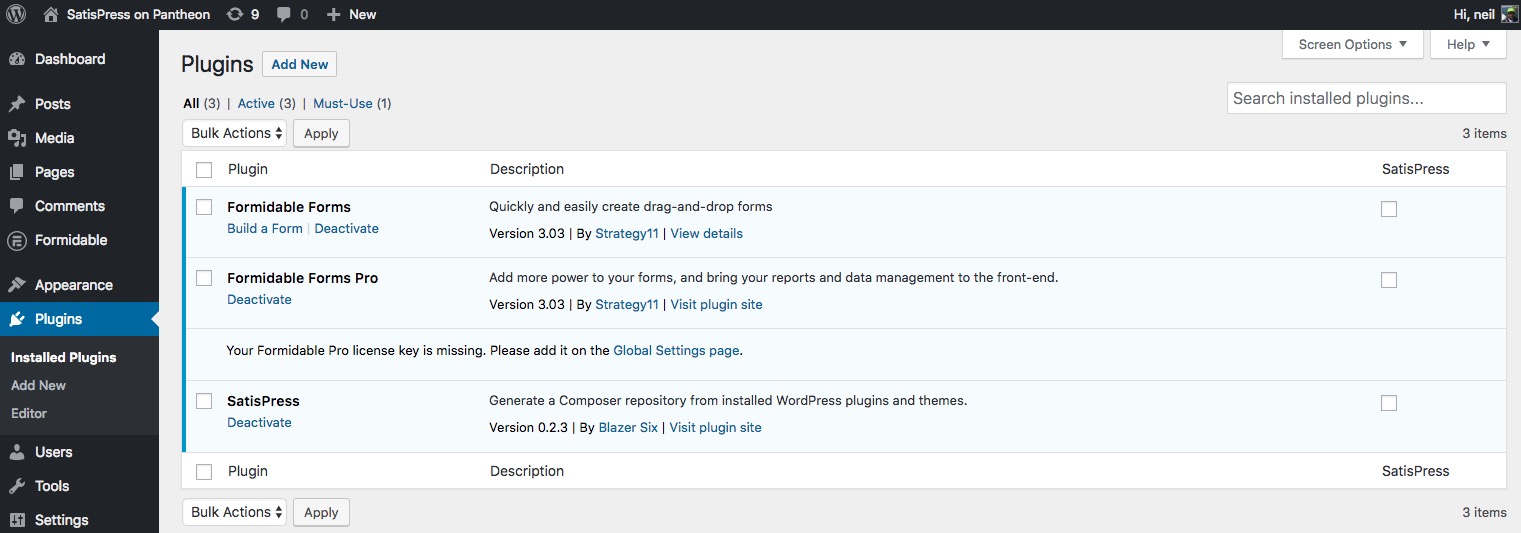 SatisPress on Pantheon 9 0 + New Hi, neil
Dashboard
Posts
Media
Pages
Comments
Formidable
Appearance
Plugins
Installed Plugins
Add New
Editor
Users
Tools
Settings
Screen Options ▼ Help ▼
Plugins Add New
All (3) | Active (3) | Must-Use (1)
Search installed plugins...
Bulk Actions Apply
3 items
Plugin Description SatisPress
Formidable Forms Quickly and easily create drag-and-drop forms
Build a Form | Deactivate Version 3.03 | By Strategy11 | View details
Formidable Forms Pro Add more power to your forms, and bring your reports and data management to the front-end.
Deactivate Version 3.03 | By Strategy11 | Visit plugin site
Your Formidable Pro license key is missing. Please add it on the Global Settings page.
SatisPress Generate a Composer repository from installed WordPress plugins and themes.
Deactivate Version 0.2.3 | By Blazer Six | Visit plugin site
Plugin Description SatisPress
Bulk Actions Apply
3 items